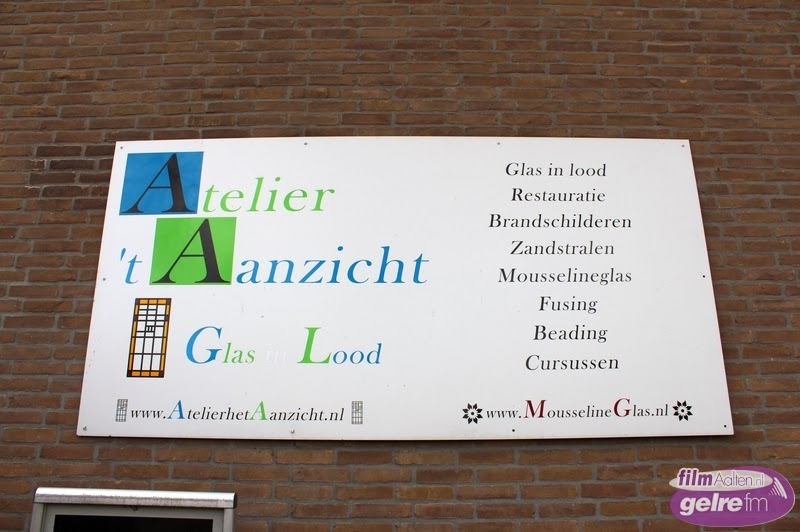 Atelier
't Aanzicht
Glas in Lood
www.AtelierhetAanzicht.nl
Glas in lood
Restauratie
Brandschilderen
Zandstralen
Mousselineglas
Fusing
Beading
Cursussen
www.MousselineGlas.nl
filmAalten.nl
gelre fm